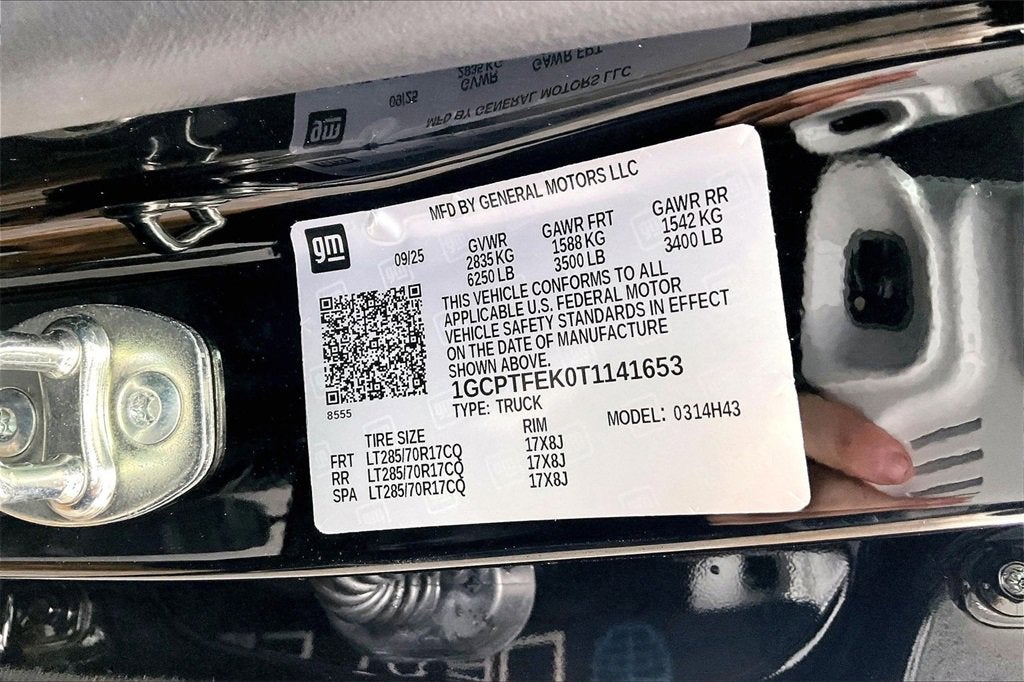 MFD BY GENERAL MOTORS LLC
gm
09/25
GVWR
2835 KG
6250 LB
GAWR FRT
1588 KG
3500 LB
GAWR RR
1542 KG
3400 LB
THIS VEHICLE CONFORMS TO ALL
APPLICABLE U.S. FEDERAL MOTOR
VEHICLE SAFETY STANDARDS IN EFFECT
ON THE DATE OF MANUFACTURE
SHOWN ABOVE.
1GCPTFEK0T1141653
TYPE: TRUCK
8555
MODEL: 0314H43
TIRE SIZE RIM
FRT LT285/70R17CQ 17X8J
RR LT285/70R17CQ 17X8J
SPA LT285/70R17CQ 17X8J